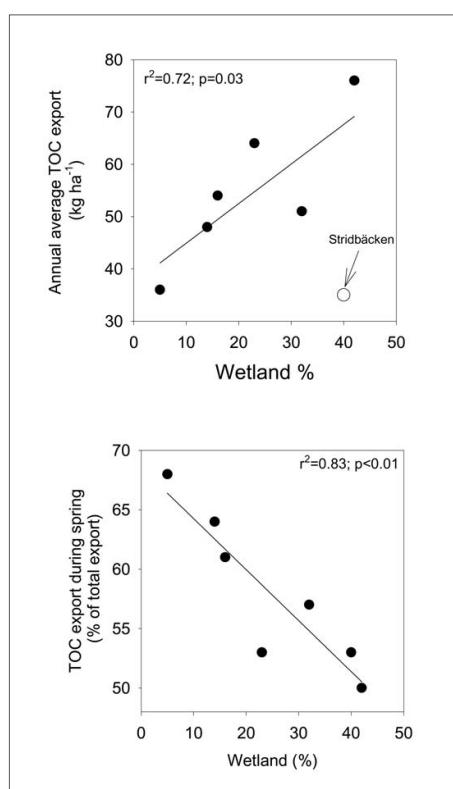 r²=0.72; p=0.03
80
70
60
50
40
30
Annual average TOC export
(kg ha⁻¹)
Stridbäcken
0 10 20 30 40 50
Wetland %
r²=0.83; p<0.01
70
65
60
55
50
TOC export during spring
(% of total export)
0 10 20 30 40 50
Wetland (%)